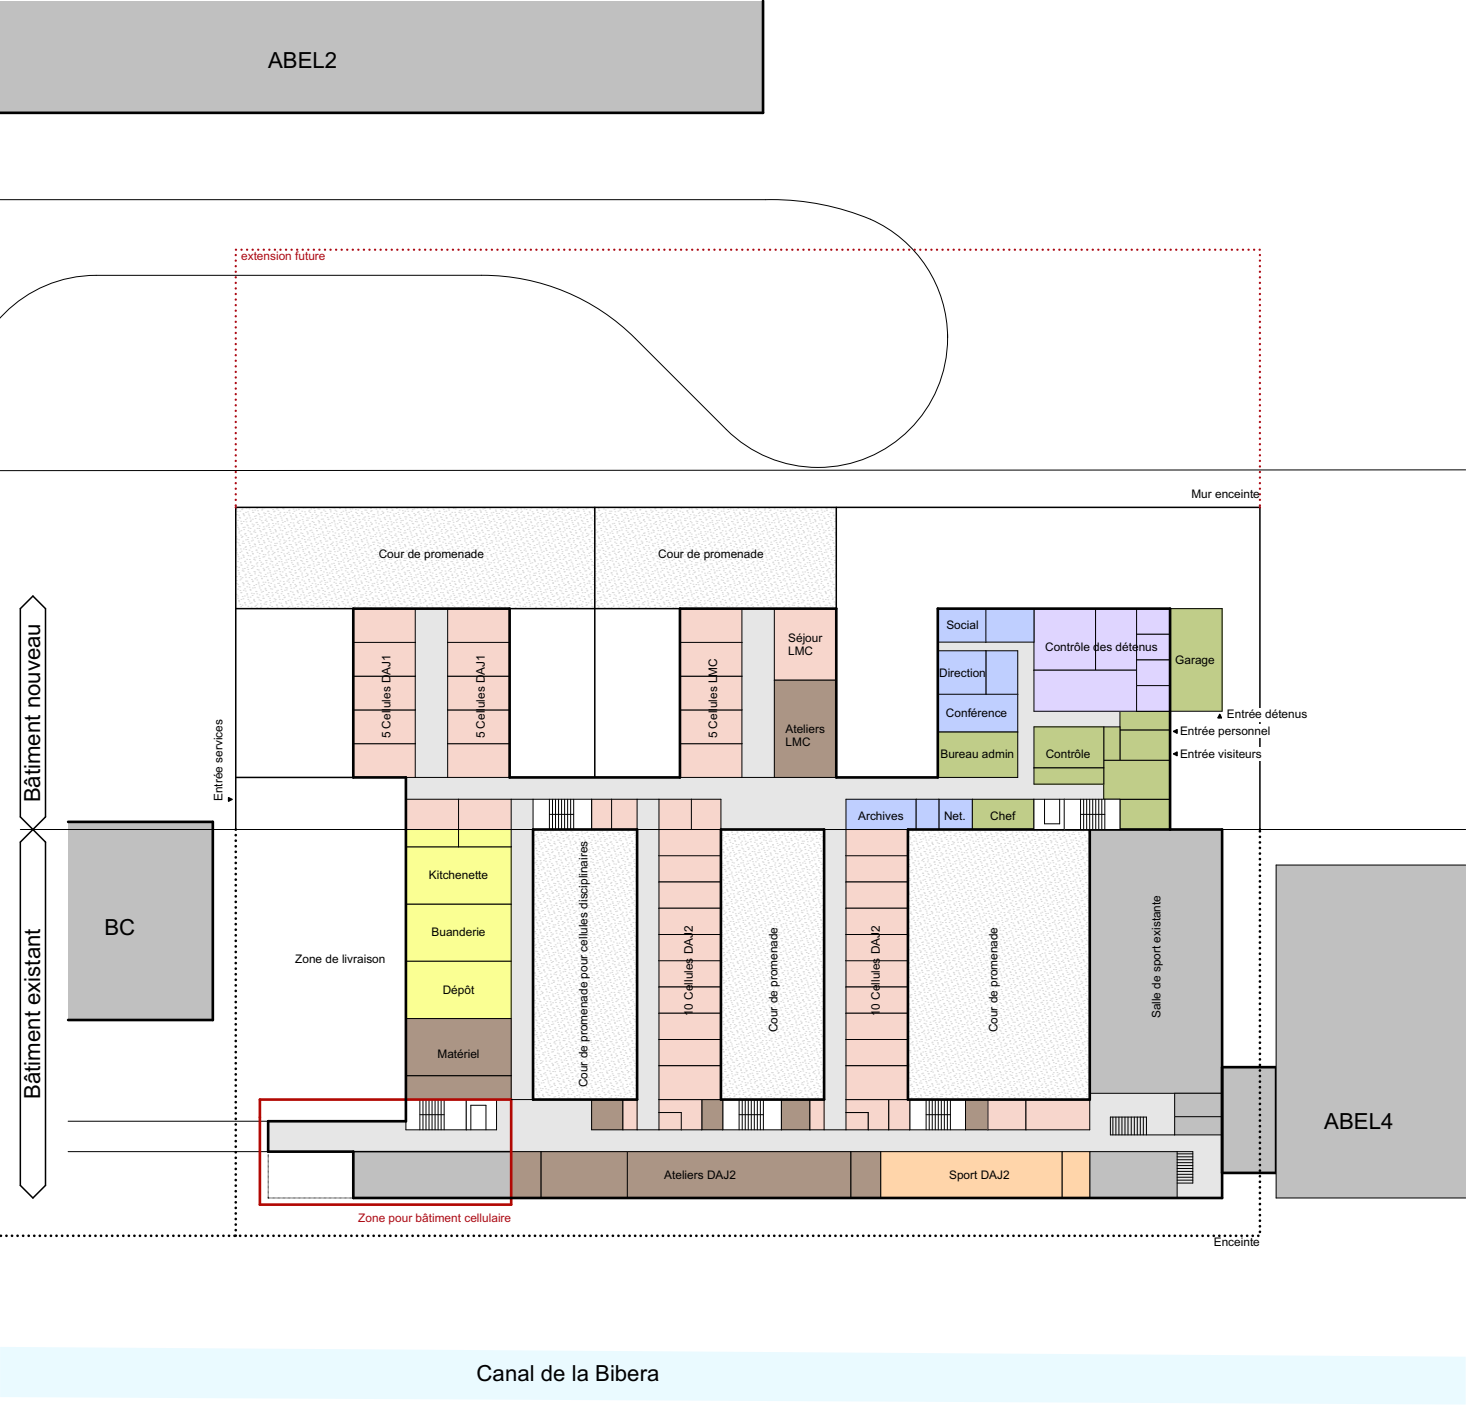 ABEL2
extension future
Mur enceinte
Cour de promenade
Cour de promenade
Bâtiment nouveau
Entrée services
5 Cellules DAJ1
5 Cellules DAJ1
5 Cellules LMC
Séjour
LMC
Ateliers
LMC
Social
Direction
Conférence
Bureau admin
Contrôle des détenus
Garage
Contrôle
Entrée détenus
Entrée personnel
Entrée visiteurs
Archives
Net.
Chef
Bâtiment existant
BC
Zone de livraison
Kitchenette
Buanderie
Dépôt
Matériel
Cour de promenade pour cellules disciplinaires
10 Cellules DAJ2
Cour de promenade
10 Cellules DAJ2
Cour de promenade
Salle de sport existante
ABEL4
Ateliers DAJ2
Sport DAJ2
Zone pour bâtiment cellulaire
Enceinte
Canal de la Bibera